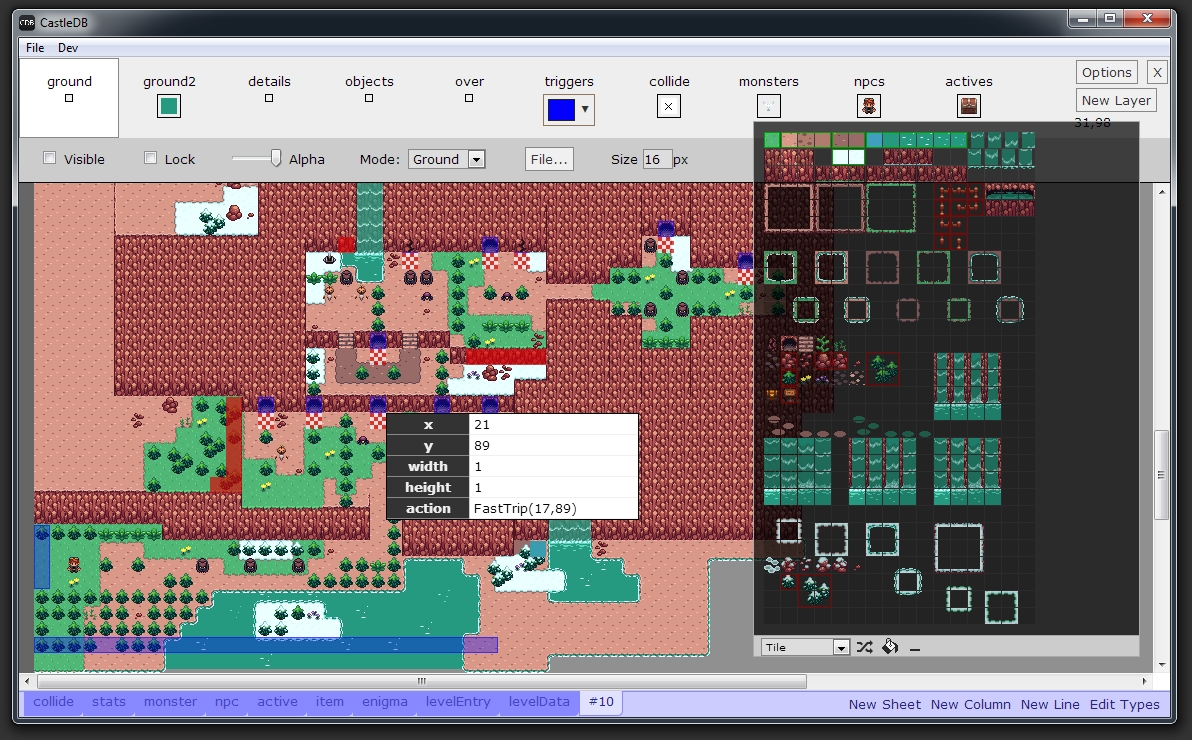 CDB CastleDB
File Dev
ground ground2 details objects over triggers collide monsters npcs actives
Options X
New Layer
31,98
Visible Lock Alpha Mode: Ground File... Size 16 px
x 21
y 89
width 1
height 1
action FastTrip(17,89)
Tile
collide stats monster npc active item enigma levelEntry levelData #10
New Sheet New Column New Line Edit Types